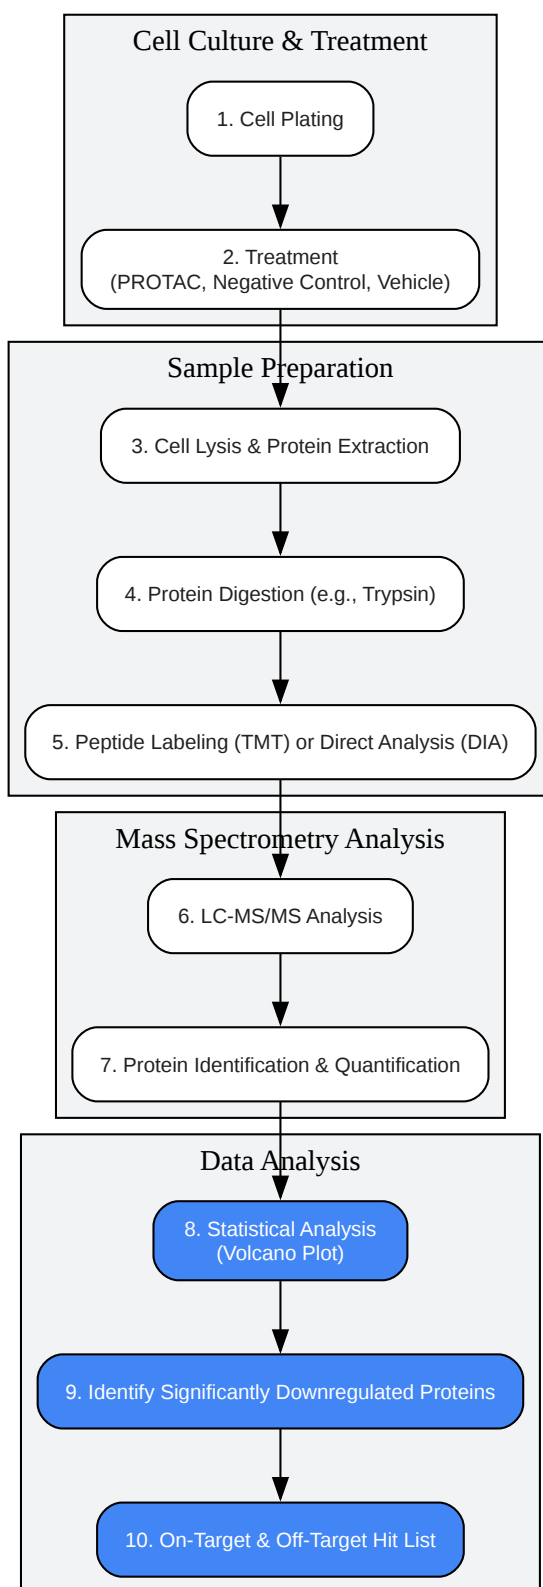 Cell Culture & Treatment
1. Cell Plating
2. Treatment
(PROTAC, Negative Control, Vehicle)
Sample Preparation
3. Cell Lysis & Protein Extraction
4. Protein Digestion (e.g., Trypsin)
5. Peptide Labeling (TMT) or Direct Analysis (DIA)
Mass Spectrometry Analysis
6. LC-MS/MS Analysis
7. Protein Identification & Quantification
Data Analysis
8. Statistical Analysis
(Volcano Plot)
9. Identify Significantly Downregulated Proteins
10. On-Target & Off-Target Hit List